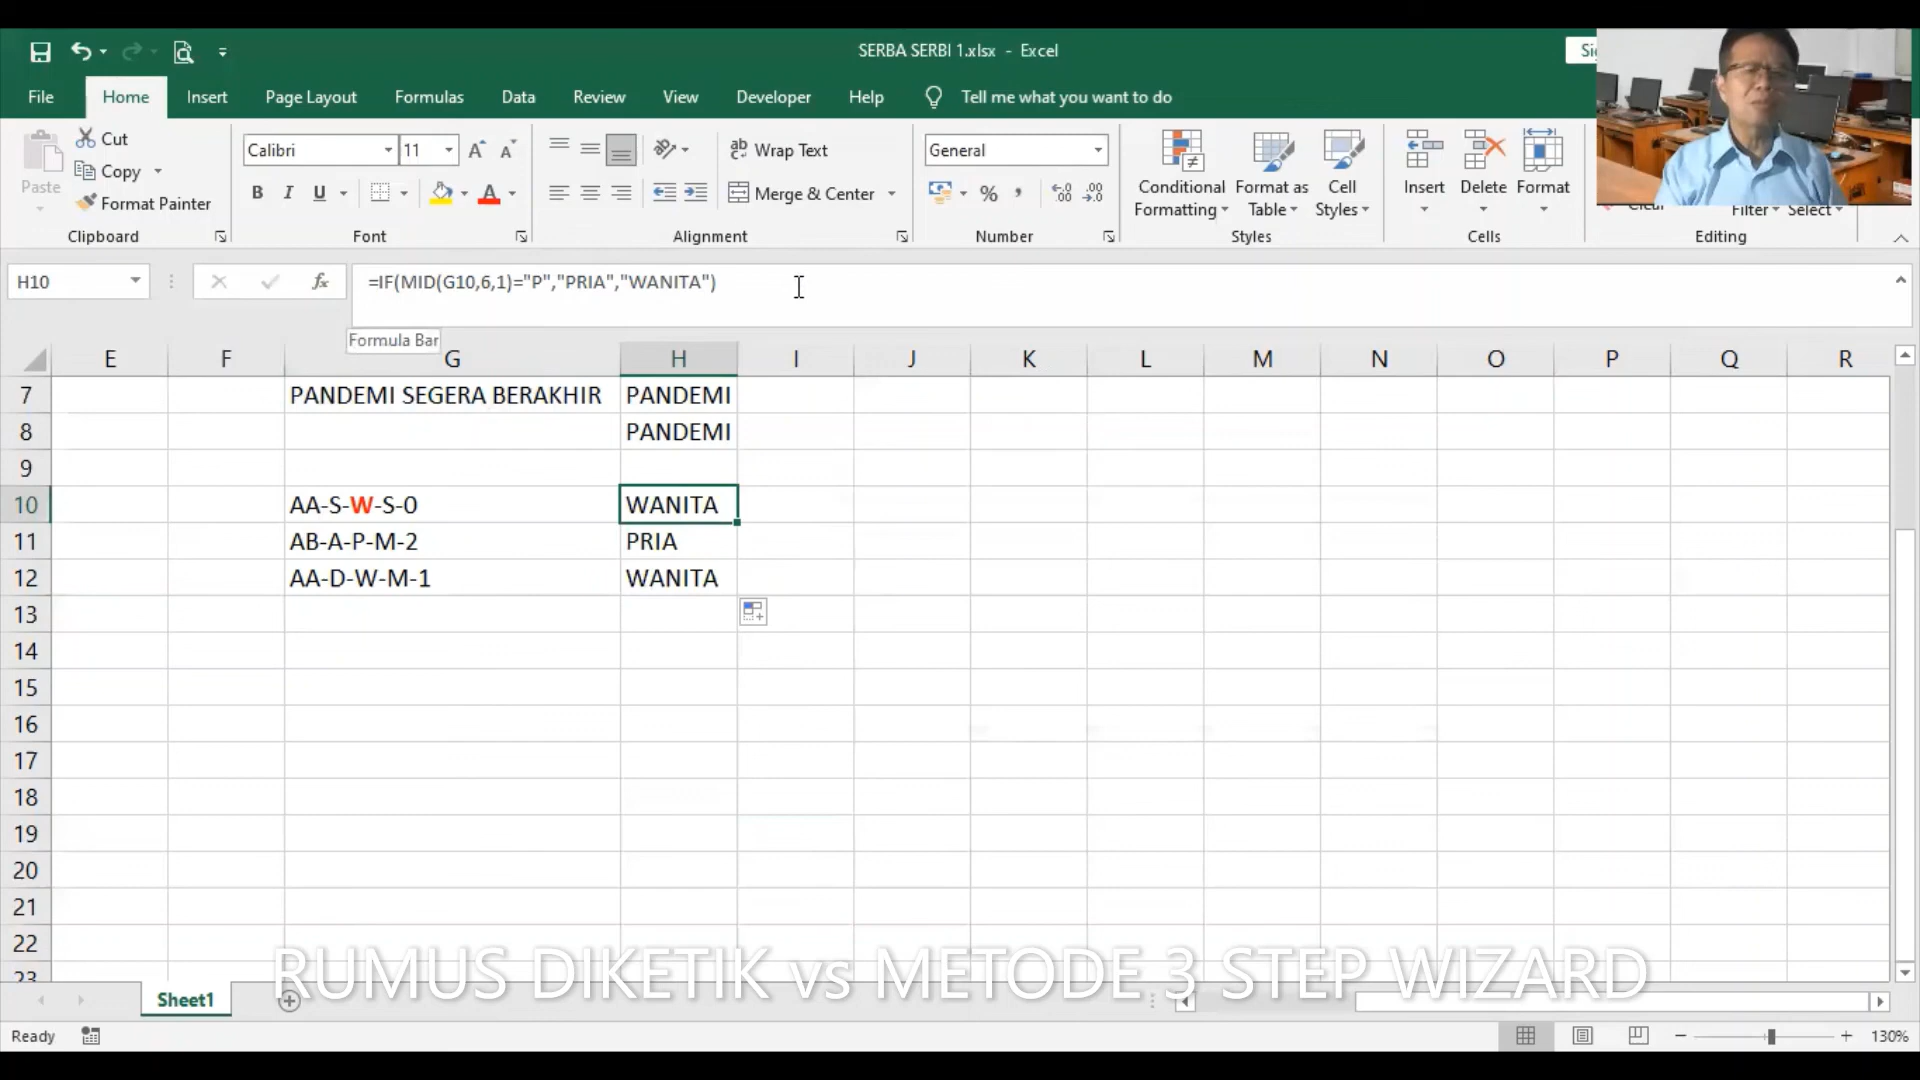 SERBA SERBI 1.xlsx - Excel
File Home Insert Page Layout Formulas Data Review View Developer Help Tell me what you want to do
Cut
Copy
Format Painter
Paste
Clipboard
Calibri 11
B I U
Font
Wrap Text
Merge & Center
Alignment
General
Number
Conditional Formatting
Format as Table
Cell Styles
Styles
Insert Delete Format
Cells
Filter Select
Editing
H10 fx =IF(MID(G10,6,1)="P","PRIA","WANITA")
Formula Bar
E F G H I J K L M N O P Q R
7 PANDEMI SEGERA BERAKHIR PANDEMI
8 PANDEMI
9
10 AA-S-W-S-0 WANITA
11 AB-A-P-M-2 PRIA
12 AA-D-W-M-1 WANITA
13
14
15
16
17
18
19
20
21
22
23
RUMUS DIKETIK vs METODE 3 STEP WIZARD
Sheet1
Ready 130%